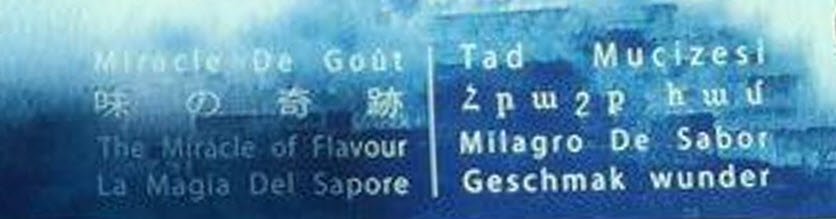 Miracle De Goût
味の奇跡
The Miracle of Flavour
La Magia Del Sapore
Tad Mucizesi
Հրաշք համ
Milagro De Sabor
Geschmak wunder